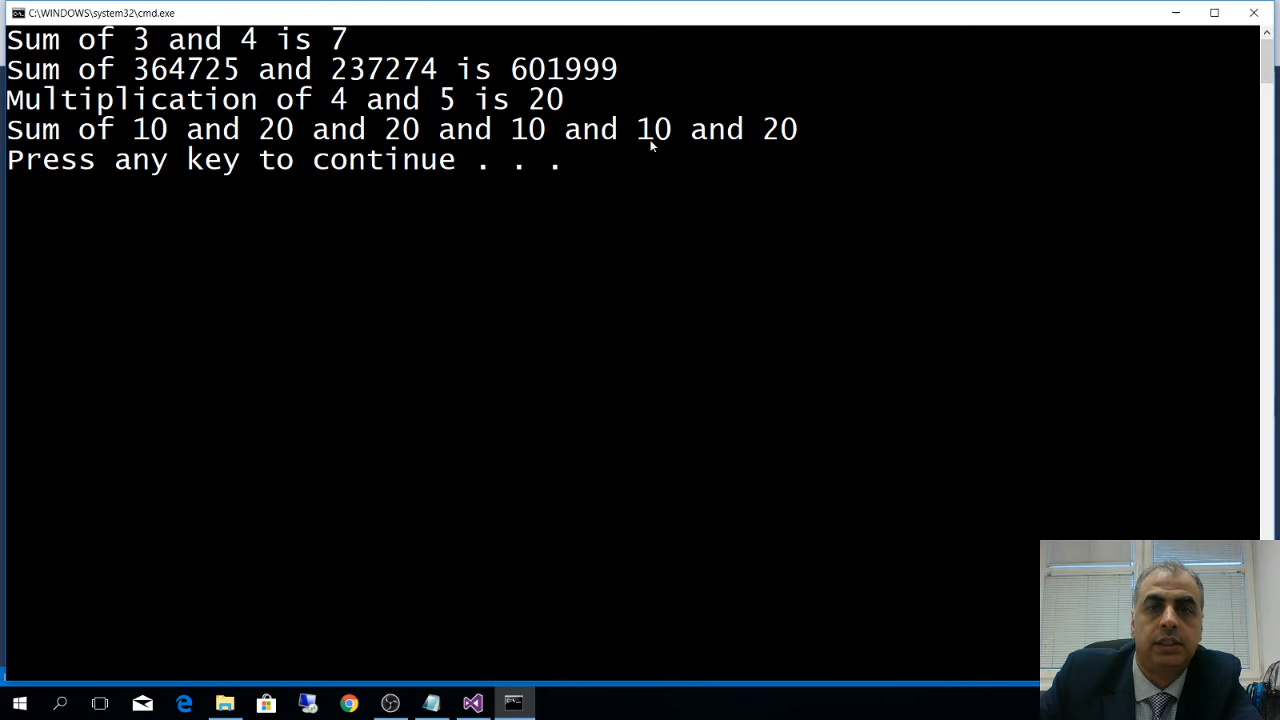 C:\WINDOWS\system32\cmd.exe
Sum of 3 and 4 is 7
Sum of 364725 and 237274 is 601999
Multiplication of 4 and 5 is 20
Sum of 10 and 20 and 20 and 10 and 10 and 20
Press any key to continue . . .